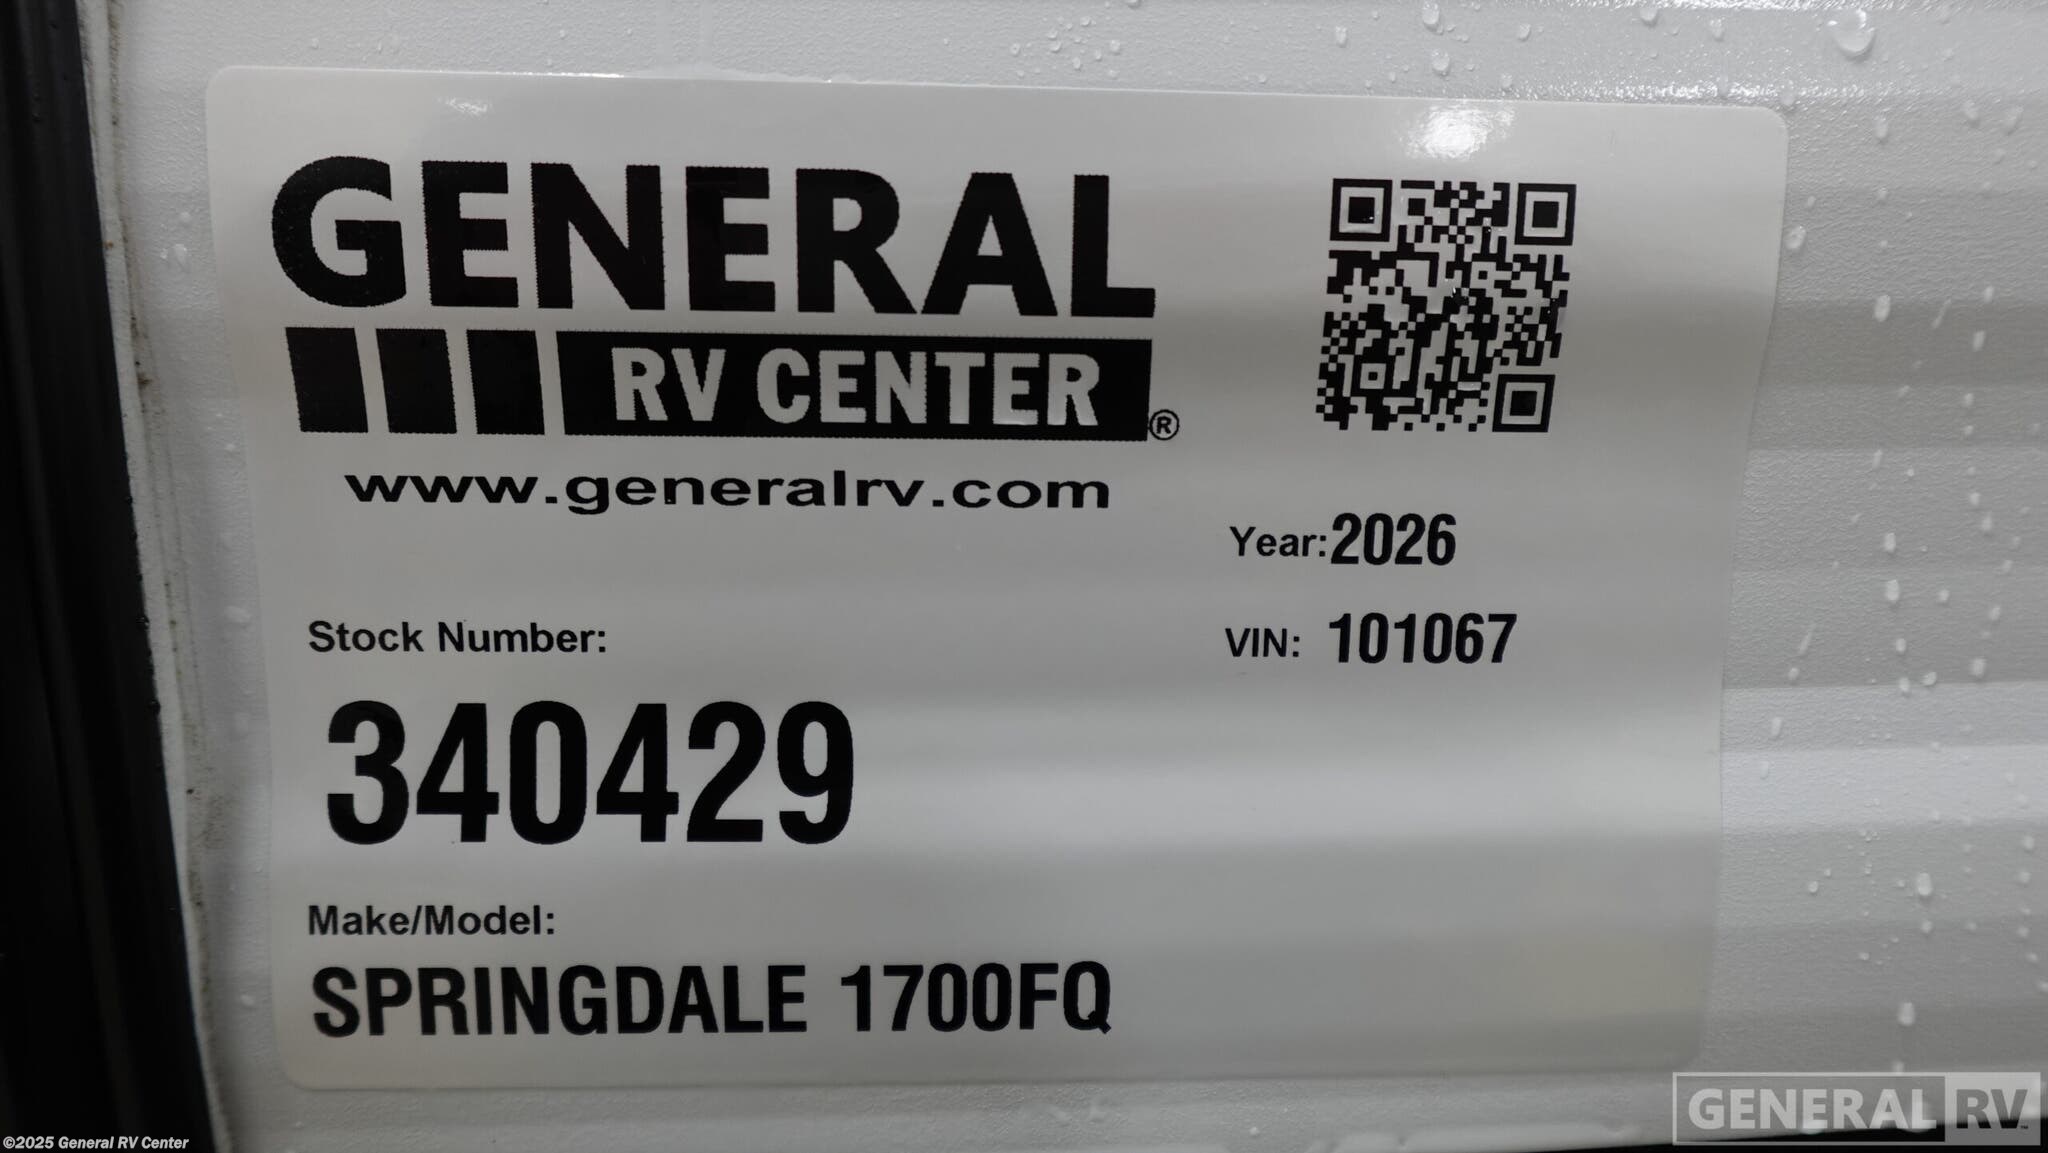 GENERAL
RV CENTER®
www.generalrv.com
Year: 2026
VIN: 101067
Stock Number:
340429
Make/Model:
SPRINGDALE 1700FQ
GENERAL RV™
©2025 General RV Center